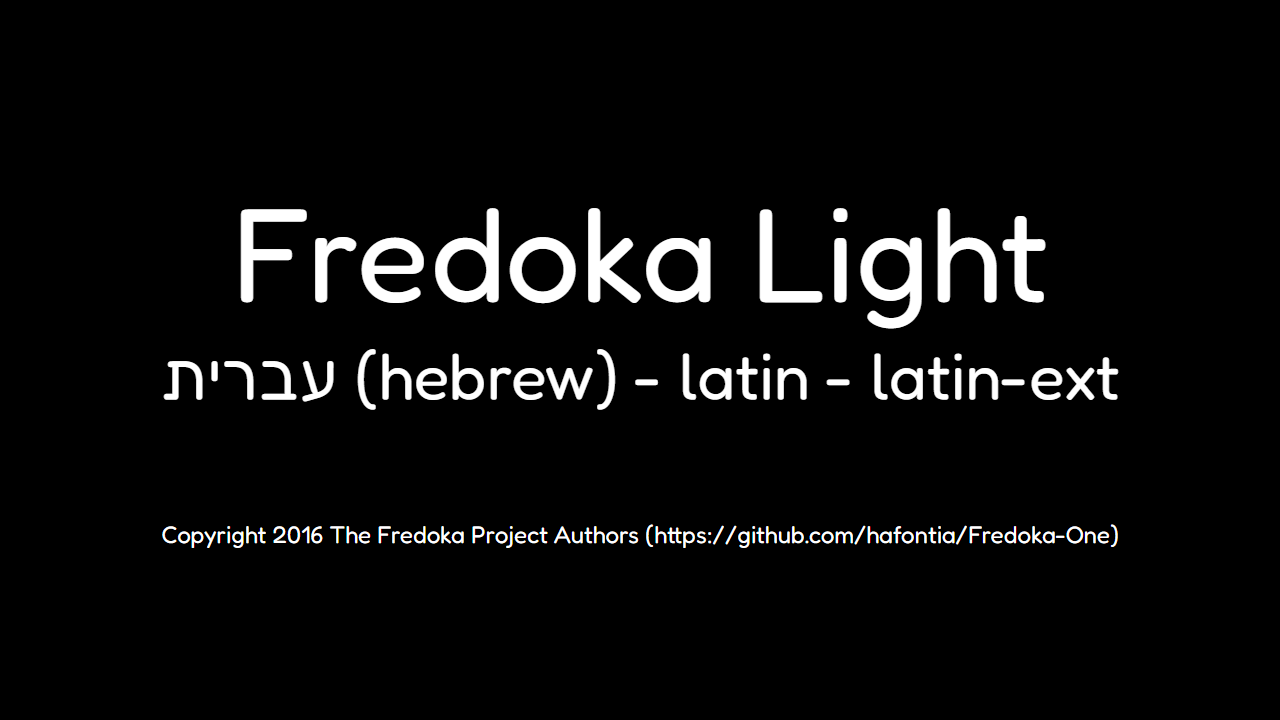 Fredoka Light
עברית (hebrew) - latin - latin-ext
Copyright 2016 The Fredoka Project Authors (https://github.com/hafontia/Fredoka-One)